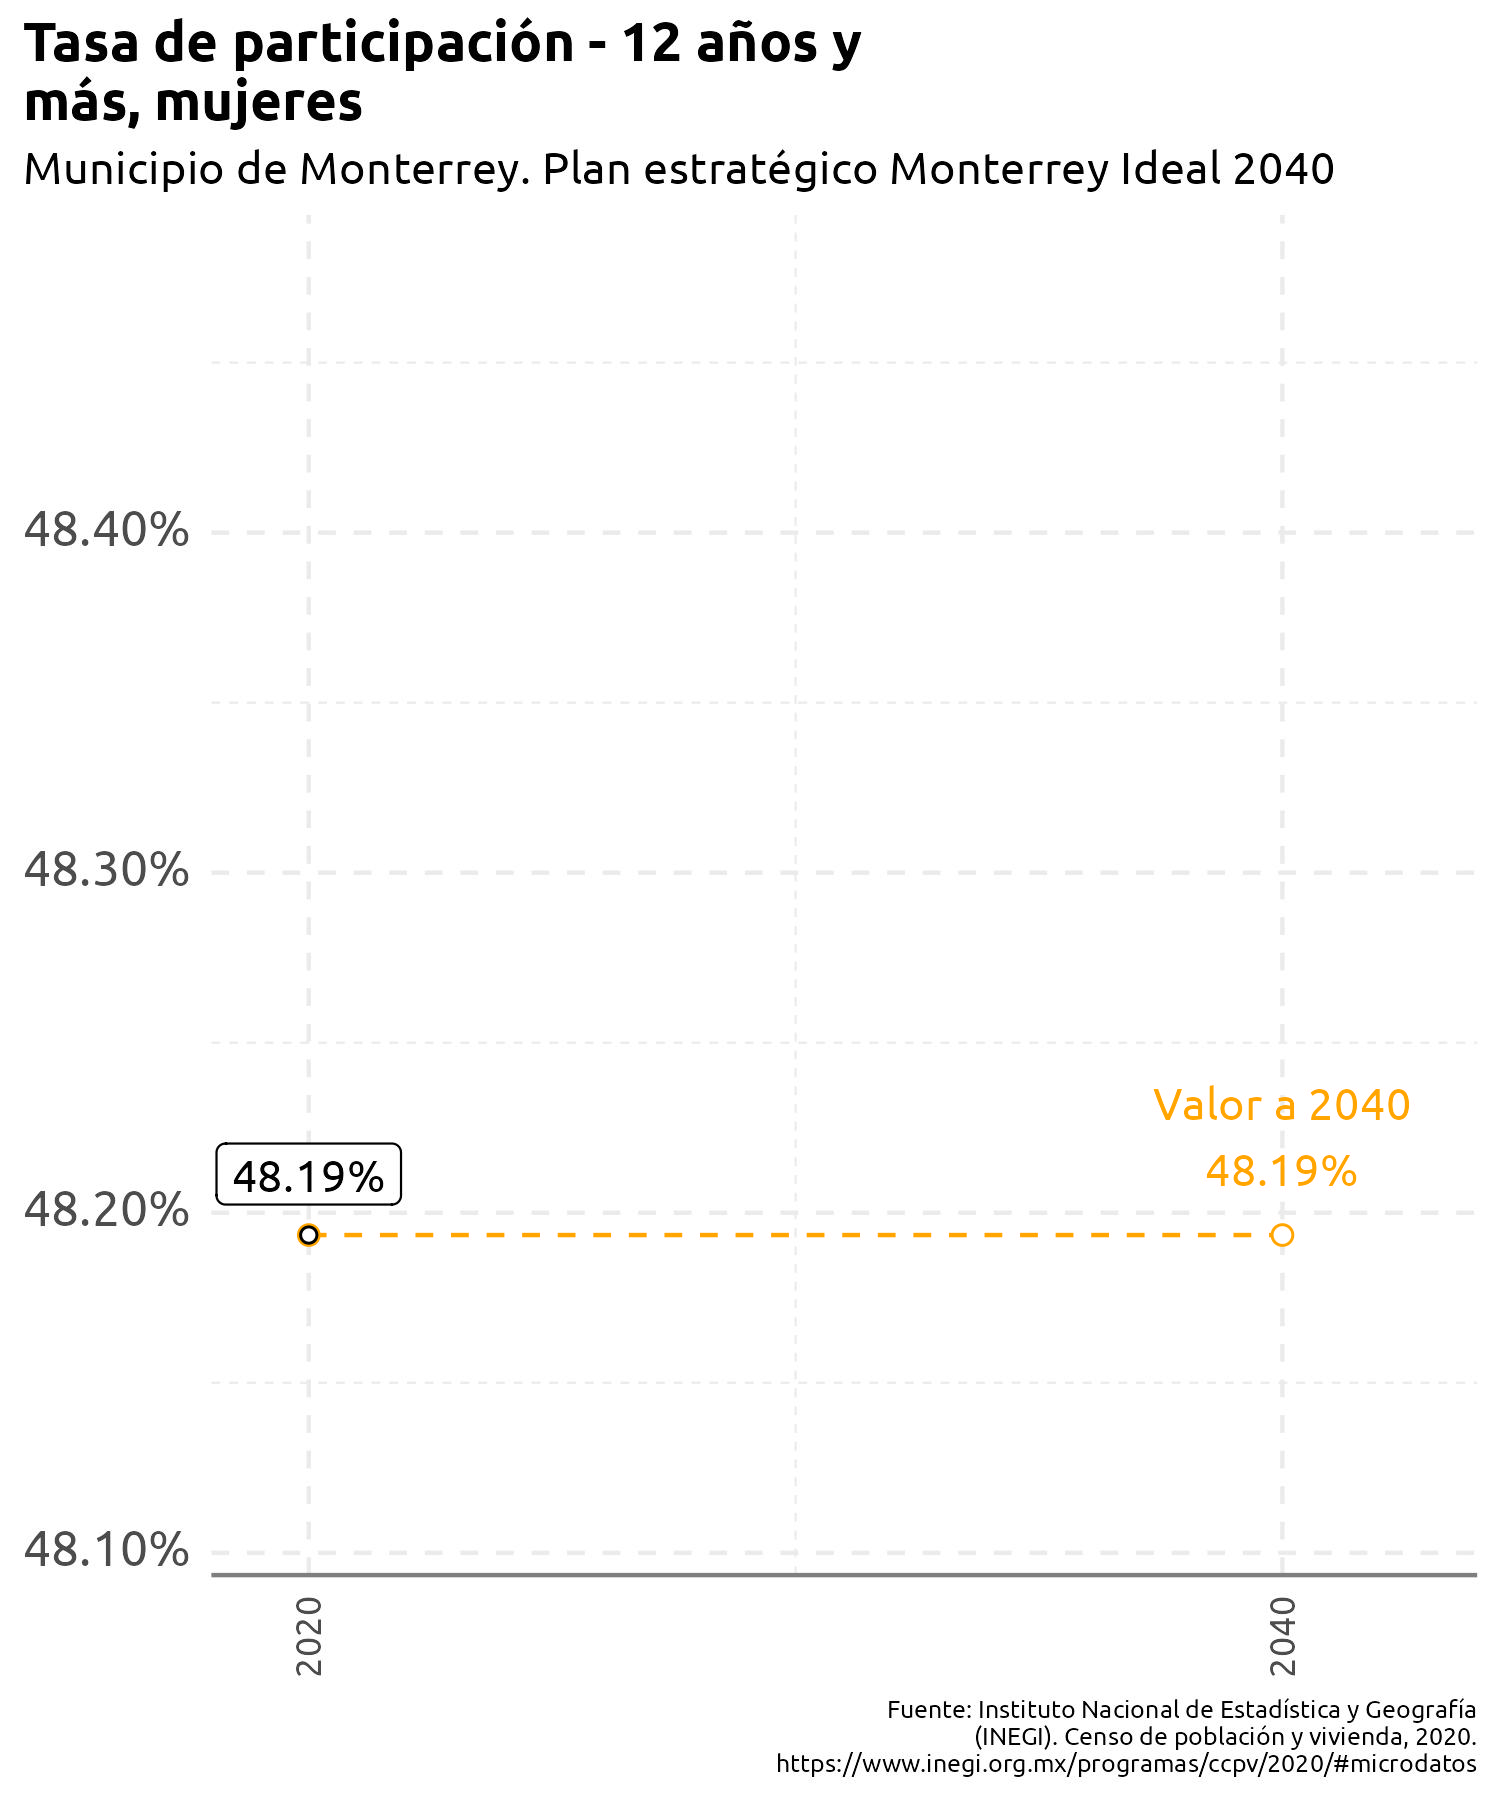 Tasa de participación - 12 años y
más, mujeres
Municipio de Monterrey. Plan estratégico Monterrey Ideal 2040
48.40%
48.30%
Valor a 2040
48.19%
48.19%
48.20%
48.10%
2020
2040
Fuente: Instituto Nacional de Estadística y Geografía
(INEGI). Censo de población y vivienda, 2020.
https://www.inegi.org.mx/programas/ccpv/2020/#microdatos